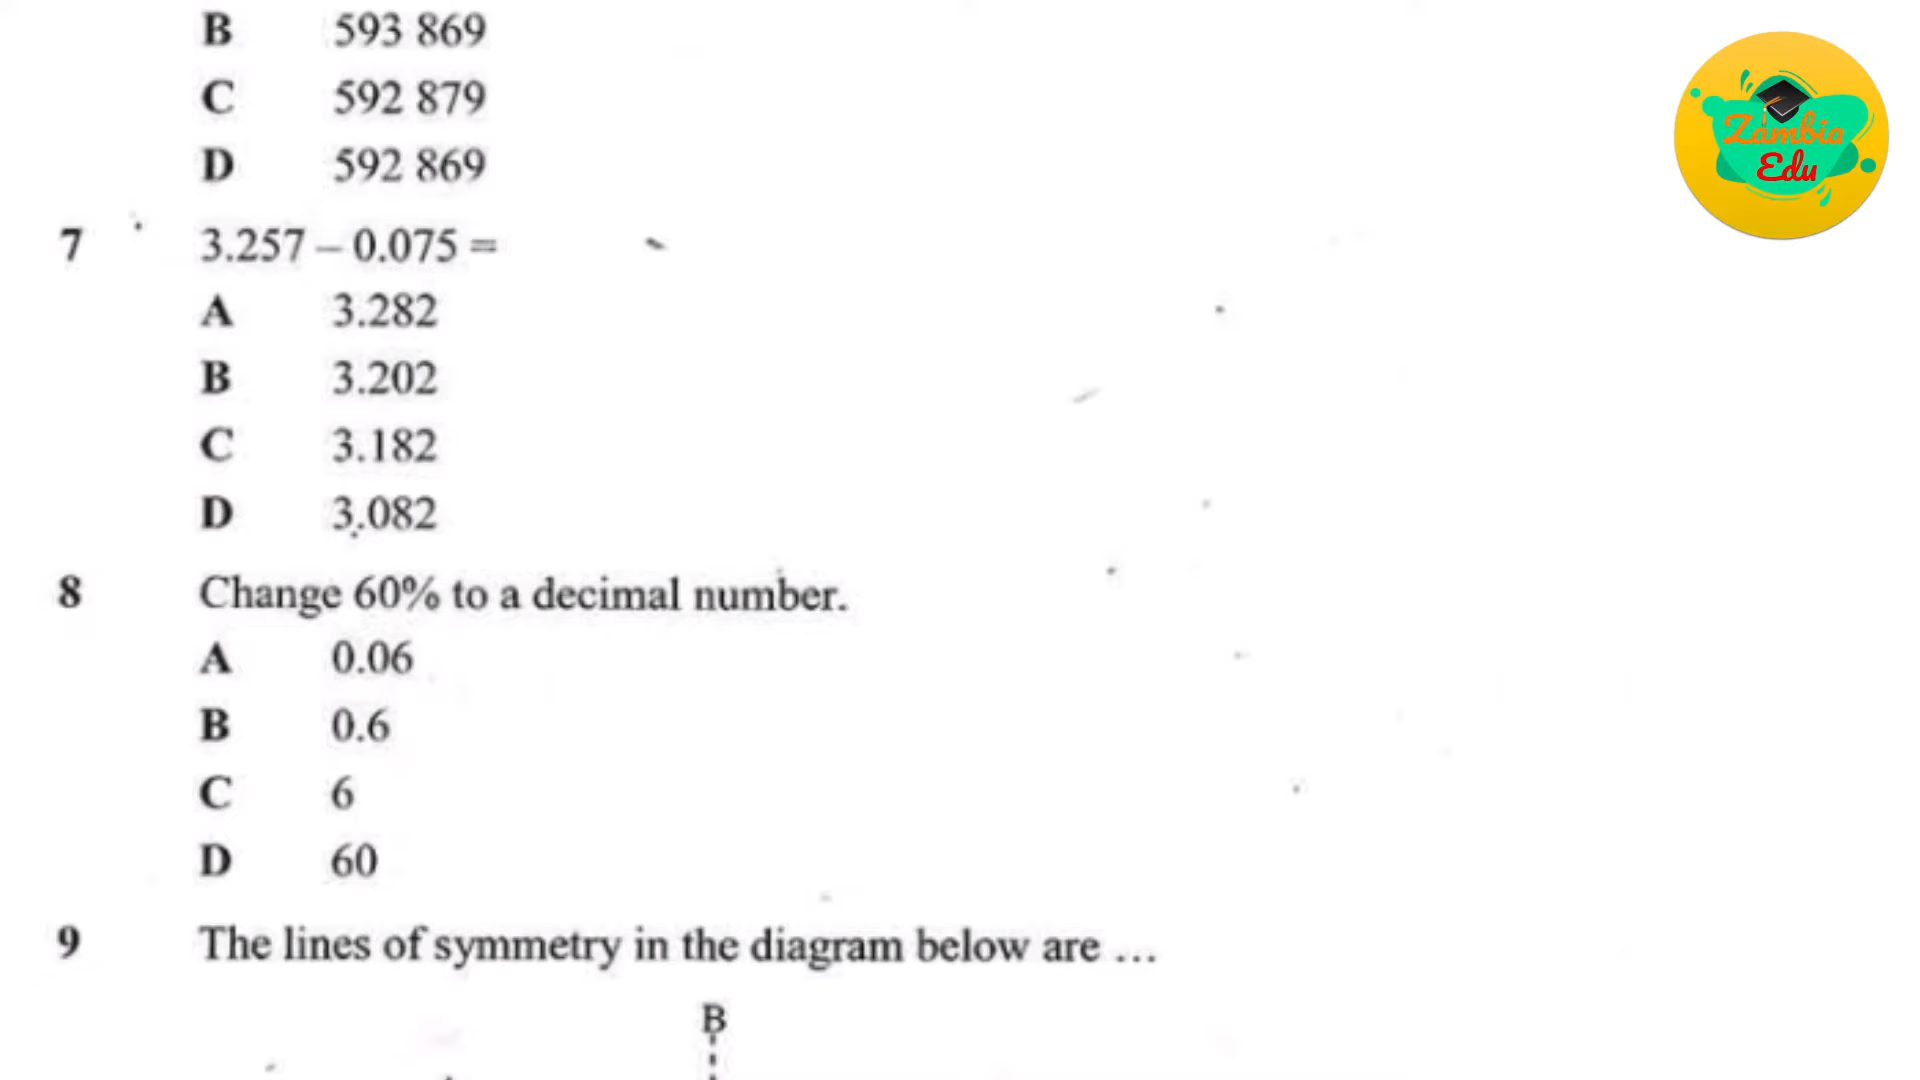 B 593 869
C 592 879
D 592 869
7 3.257 – 0.075 =
A 3.282
B 3.202
C 3.182
D 3.082
8 Change 60% to a decimal number.
A 0.06
B 0.6
C 6
D 60
9 The lines of symmetry in the diagram below are …
B
Zambia
Edu